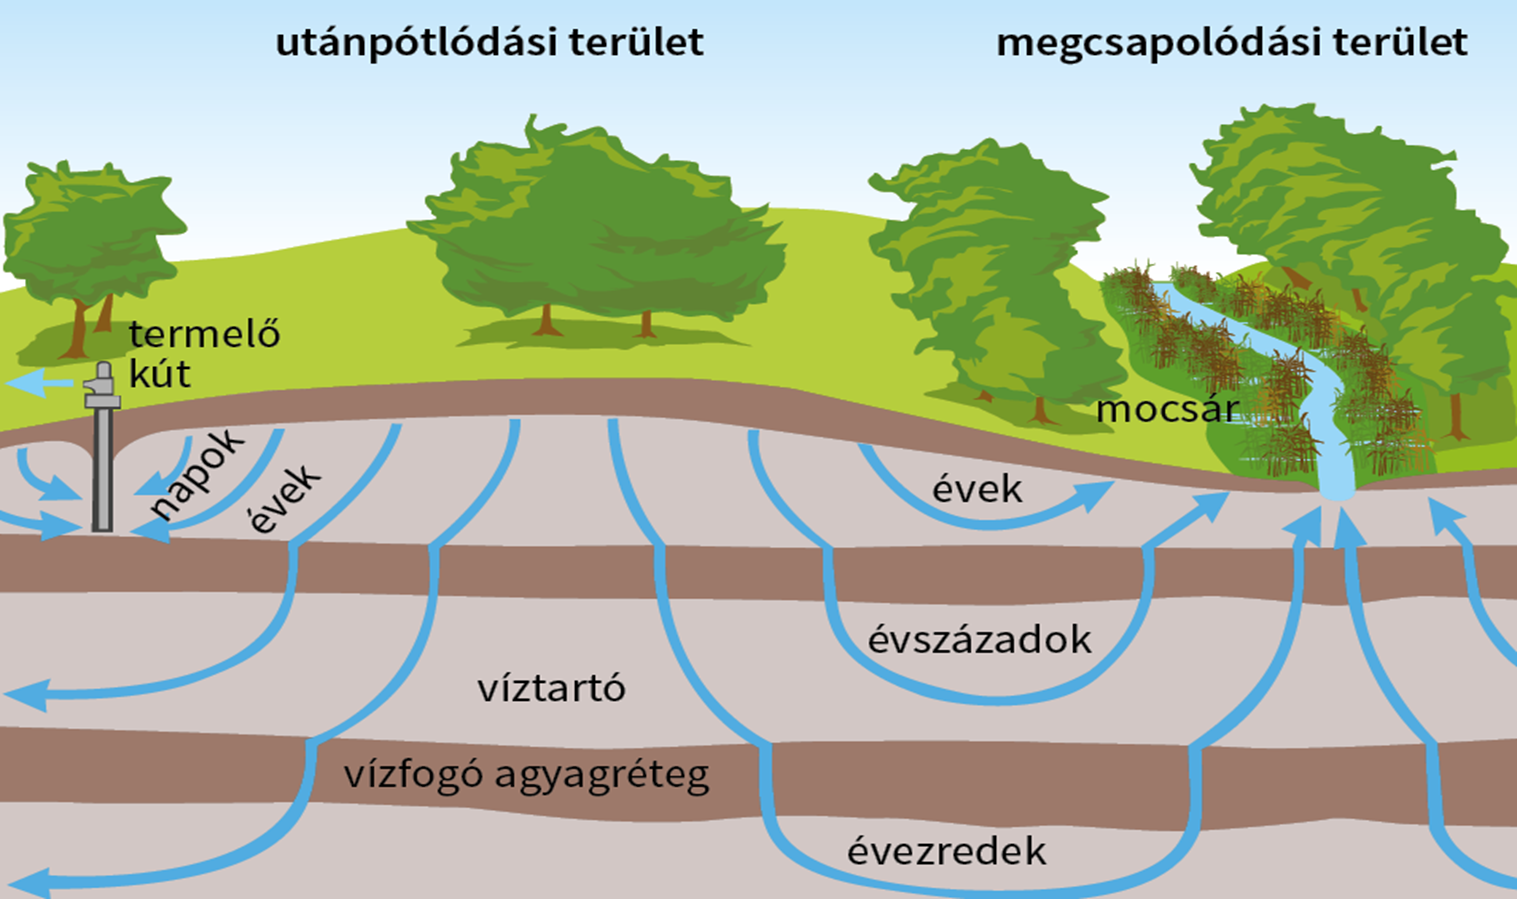 utánpótlódási terület
megcsapolódási terület
termelő
kút
mocsár
napok
évek
évek
évszázadok
víztartó
vízfogó agyagréteg
évezredek